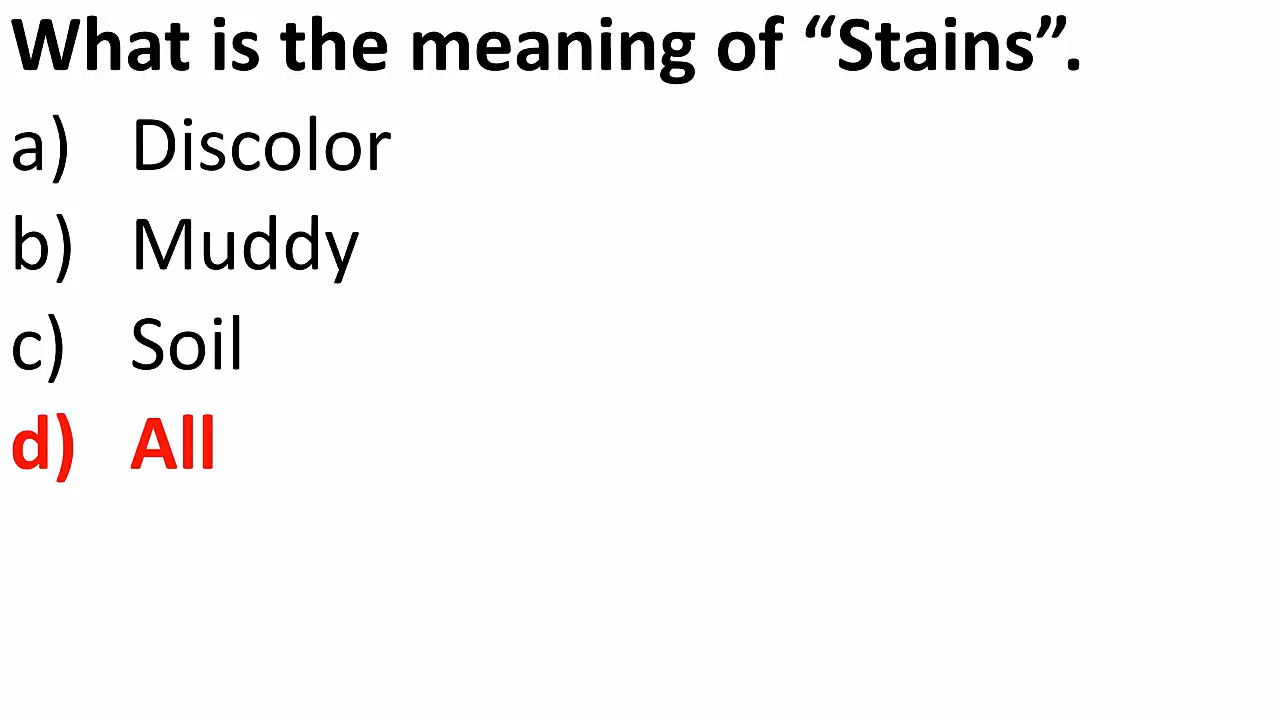 What is the meaning of “Stains”.
a) Discolor
b) Muddy
c) Soil
d) All